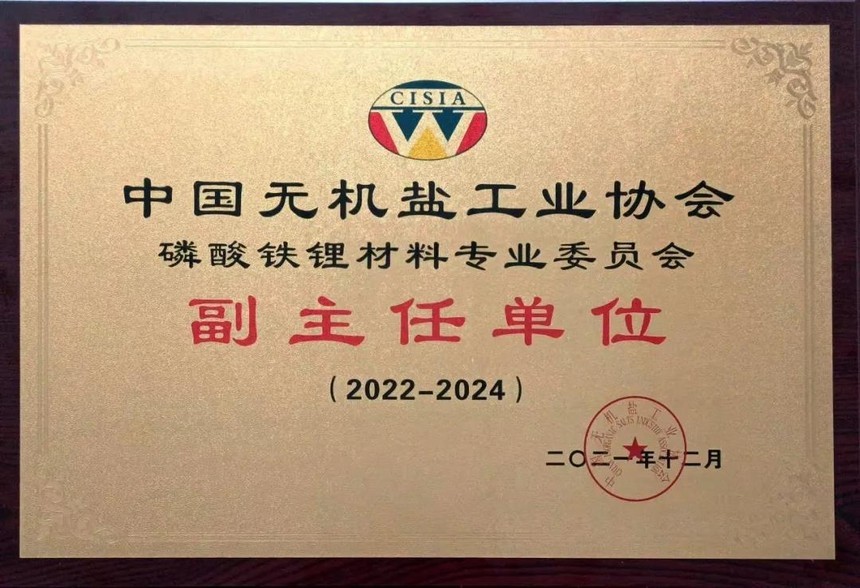 CISIA
中国无机盐工业协会
磷酸铁锂材料专业委员会
副主任单位
（2022-2024）
二〇二一年十二月